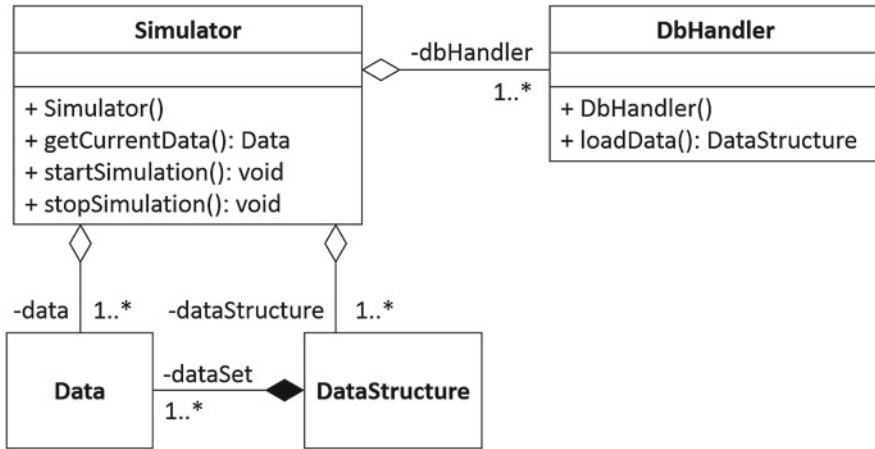 Simulator
+ Simulator()
+ getCurrentData(): Data
+ startSimulation(): void
+ stopSimulation(): void
-dbHandler
1..*
DbHandler
+ DbHandler()
+ loadData(): DataStructure
-data
1..*
-dataStructure
1..*
Data
-dataSet
1..*
DataStructure